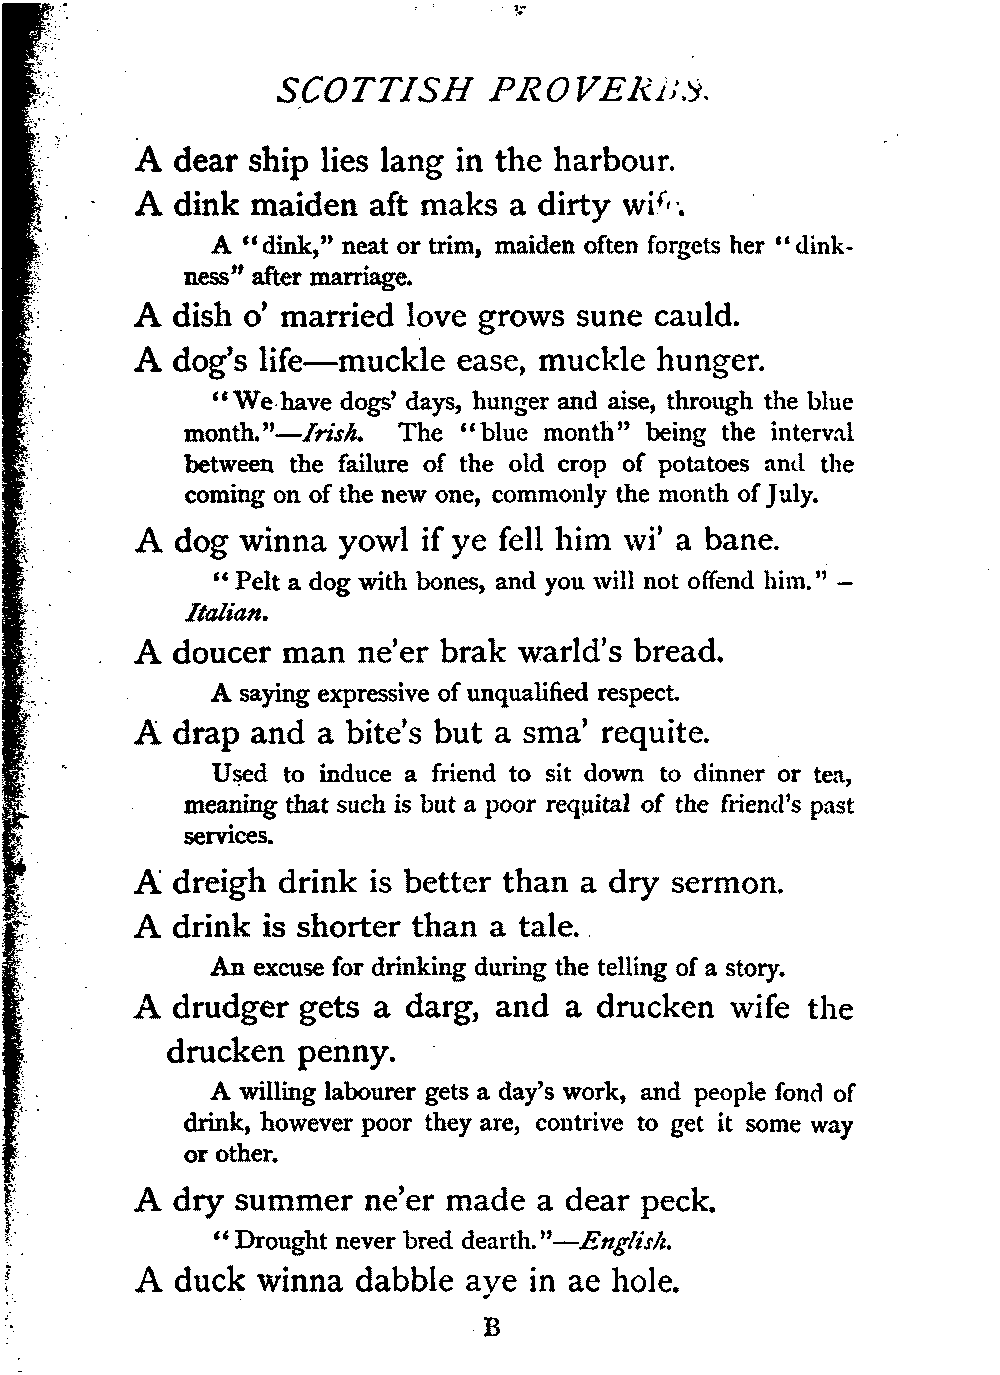 SCOTTISH PROVERBS.
A dear ship lies lang in the harbour.
A dink maiden aft maks a dirty wife.
A “dink,” neat or trim, maiden often forgets her “dink-
ness” after marriage.
A dish o’ married love grows sune cauld.
A dog’s life—muckle ease, muckle hunger.
“We have dogs’ days, hunger and aise, through the blue
month.”—Irish. The “blue month” being the interval
between the failure of the old crop of potatoes and the
coming on of the new one, commonly the month of July.
A dog winna yowl if ye fell him wi’ a bane.
“Pelt a dog with bones, and you will not offend him.” –
Italian.
A doucer man ne’er brak warld’s bread.
A saying expressive of unqualified respect.
A drap and a bite’s but a sma’ requite.
Used to induce a friend to sit down to dinner or tea,
meaning that such is but a poor requital of the friend’s past
services.
A dreigh drink is better than a dry sermon.
A drink is shorter than a tale.
An excuse for drinking during the telling of a story.
A drudger gets a darg, and a drucken wife the
drucken penny.
A willing labourer gets a day’s work, and people fond of
drink, however poor they are, contrive to get it some way
or other.
A dry summer ne’er made a dear peck.
“Drought never bred dearth.”—English.
A duck winna dabble aye in ae hole.
B